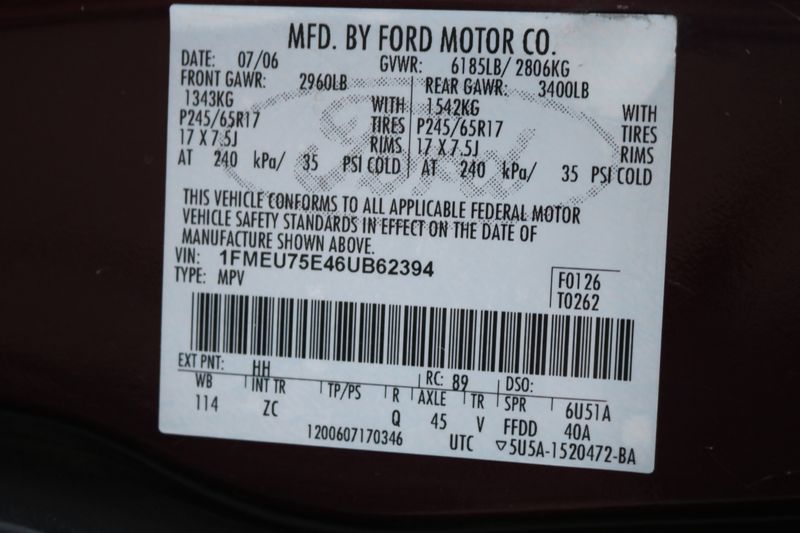 MFD. BY FORD MOTOR CO.
DATE: 07/06 GVWR: 6185LB/ 2806KG
FRONT GAWR: 2960LB REAR GAWR: 3400LB
1343KG WITH 1542KG WITH
P245/65R17 TIRES P245/65R17 TIRES
17 X 7.5J RIMS 17 X 7.5J RIMS
AT 240 kPa/ 35 PSI COLD AT 240 kPa/ 35 PSI COLD
Ford
THIS VEHICLE CONFORMS TO ALL APPLICABLE FEDERAL MOTOR
VEHICLE SAFETY STANDARDS IN EFFECT ON THE DATE OF
MANUFACTURE SHOWN ABOVE.
VIN: 1FMEU75E46UB62394
TYPE: MPV
F0126
T0262
EXT PNT: HH RC: 89 DSO:
WB INT TR TP/PS R AXLE TR SPR 6U51A
114 ZC Q 45 V FFDD 40A
1200607170346 UTC ▽5U5A-1520472-BA